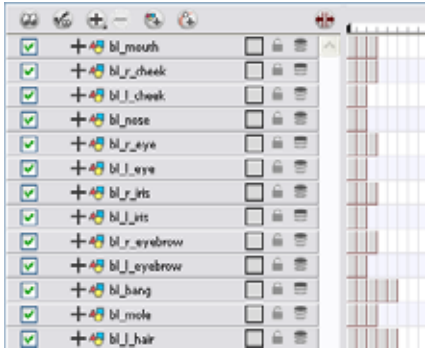 bl_mouth
bl_r_cheek
bl_l_cheek
bl_nose
bl_r_eye
bl_l_eye
bl_r_iris
bl_l_iris
bl_r_eyebrow
bl_l_eyebrow
bl_bang
bl_mole
bl_l_hair